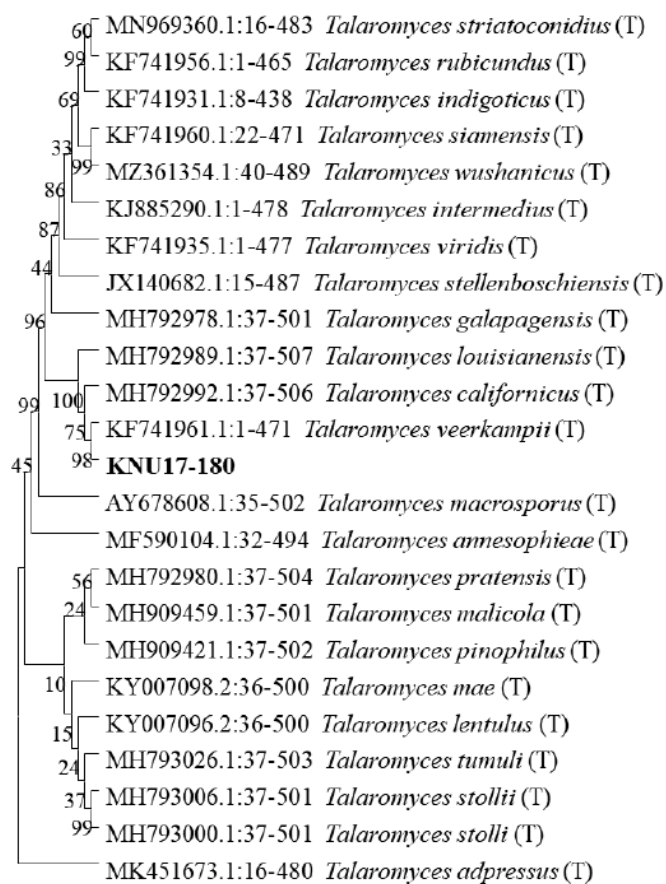 MN969360.1:16-483 Talaromyces striatoconidius (T)
60
KF741956.1:1-465 Talaromyces rubicundus (T)
99
KF741931.1:8-438 Talaromyces indigoticus (T)
69
KF741960.1:22-471 Talaromyces siamensis (T)
33
99
MZ361354.1:40-489 Talaromyces wushanicus (T)
86
KJ885290.1:1-478 Talaromyces intermedius (T)
87
KF741935.1:1-477 Talaromyces viridis (T)
44
JX140682.1:15-487 Talaromyces stellenboschiensis (T)
96
MH792978.1:37-501 Talaromyces galapagensis (T)
MH792989.1:37-507 Talaromyces louisianensis (T)
99
100
MH792992.1:37-506 Talaromyces californicus (T)
75
KF741961.1:1-471 Talaromyces veerkampii (T)
45
98
KNU17-180
AY678608.1:35-502 Talaromyces macrosporus (T)
MF590104.1:32-494 Talaromyces annesophieae (T)
56
MH792980.1:37-504 Talaromyces pratensis (T)
24
MH909459.1:37-501 Talaromyces malicola (T)
MH909421.1:37-502 Talaromyces pinophilus (T)
10
KY007098.2:36-500 Talaromyces mae (T)
15
KY007096.2:36-500 Talaromyces lentulus (T)
24
MH793026.1:37-503 Talaromyces tumuli (T)
37
MH793006.1:37-501 Talaromyces stollii (T)
99
MH793000.1:37-501 Talaromyces stolli (T)
MK451673.1:16-480 Talaromyces adpressus (T)